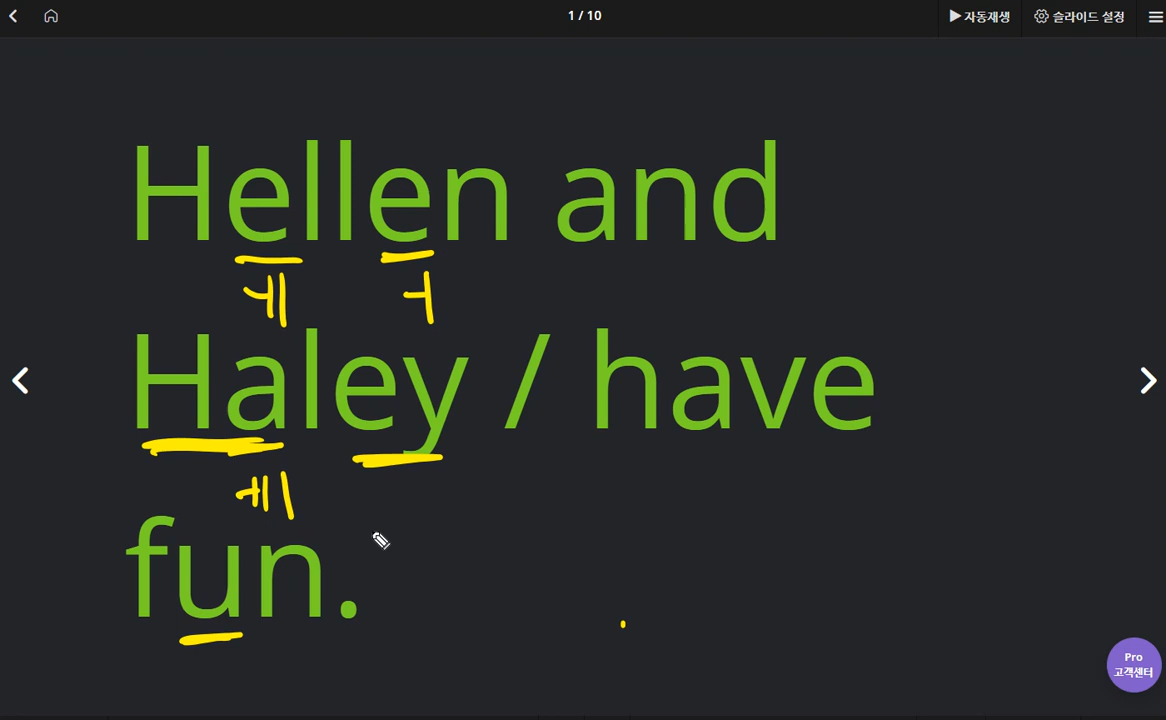 1 / 10
▶자동재생
슬라이드 설정
Hellen and
ㅔ ㅓ
Haley / have
ㅔㅣ
fun.
Pro
고객센터